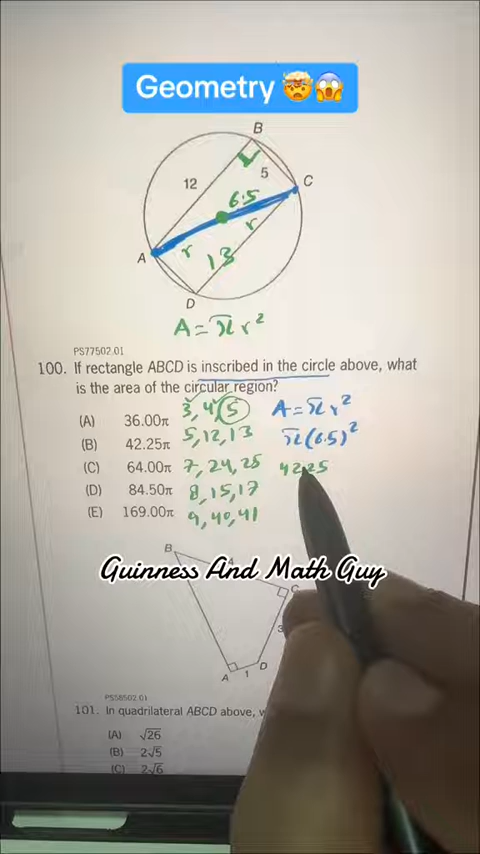 Geometry 🤯😱
B
12
5
C
6.5
r
r
A
13
D
A = πr²
PS77502.01
100. If rectangle ABCD is inscribed in the circle above, what
is the area of the circular region?
(A) 36.00π
(B) 42.25π
(C) 64.00π
(D) 84.50π
(E) 169.00π
3, 4, 5
5, 12, 13
7, 24, 25
8, 15, 17
9, 40, 41
A = πr²
π(6.5)²
4225
B
4
C
Guinness And Math Guy
3
A
1
D
PS58502.01
101. In quadrilateral ABCD above,
(A) √26
(B) 2√5
(C) 2√6